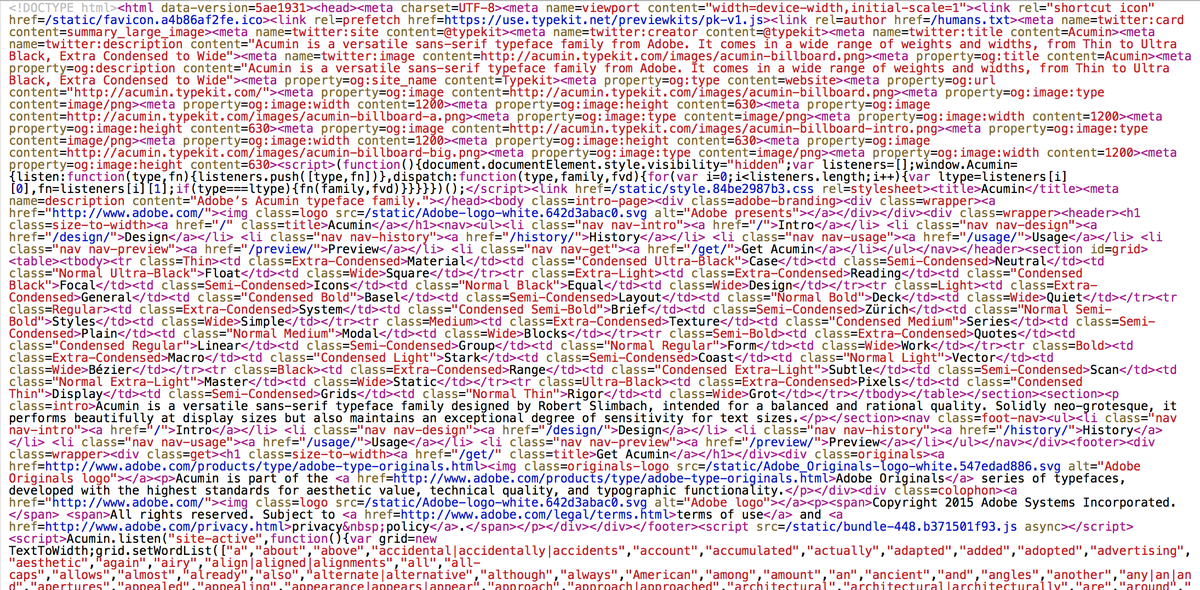 <!DOCTYPE html><html data-version=5ae1931><head><meta charset=UTF-8><meta name=viewport content="width=device-width,initial-scale=1"><link rel="shortcut icon"
href=/static/favicon.a4b86af2fe.ico><link rel=prefetch href=https://use.typekit.net/previewkits/pk-v1.js><link rel=author href=/humans.txt><meta name=twitter:card
content=summary_large_image><meta name=twitter:site content=@typekit><meta name=twitter:creator content=@typekit><meta name=twitter:title content=Acumin><meta
name=twitter:description content="Acumin is a versatile sans-serif typeface family from Adobe. It comes in a wide range of weights and widths, from Thin to Ultra
Black, Extra Condensed to Wide"><meta name=twitter:image content=http://acumin.typekit.com/images/acumin-billboard.png><meta property=og:title content=Acumin><meta
property=og:description content="Acumin is a versatile sans-serif typeface family from Adobe. It comes in a wide range of weights and widths, from Thin to Ultra
Black, Extra Condensed to Wide"><meta property=og:site_name content=Typekit><meta property=og:type content=website><meta property=og:url
content="http://acumin.typekit.com/"><meta property=og:image content=http://acumin.typekit.com/images/acumin-billboard.png><meta property=og:image:type
content=image/png><meta property=og:image:width content=1200><meta property=og:image:height content=630><meta property=og:image
content=http://acumin.typekit.com/images/acumin-billboard-a.png><meta property=og:image:type content=image/png><meta property=og:image:width content=1200><meta
property=og:image:height content=630><meta property=og:image content=http://acumin.typekit.com/images/acumin-billboard-intro.png><meta property=og:image:type
content=image/png><meta property=og:image:width content=1200><meta property=og:image:height content=630><meta property=og:image
content=http://acumin.typekit.com/images/acumin-billboard-big.png><meta property=og:image:type content=image/png><meta property=og:image:width content=1200><meta
property=og:image:height content=630><script>(function(){document.documentElement.style.visibility="hidden";var listeners=[];window.Acumin=
{listen:function(type,fn){listeners.push([type,fn])},dispatch:function(type,family,fvd){for(var i=0;i<listeners.length;i++){var ltype=listeners[i]
[0],fn=listeners[i][1];if(type===ltype){fn(family,fvd)}}}}})();</script><link href=/static/style.84be2987b3.css rel=stylesheet><title>Acumin</title><meta
name=description content="Adobe's Acumin typeface family."></head><body class=intro-page><div class=adobe-branding><div class=wrapper><a
href="http://www.adobe.com/"><img class=logo src=/static/Adobe-logo-white.642d3abac0.svg alt="Adobe presents"></a></div></div><div class=wrapper><header><h1
class=size-to-width><a href="/" class=title>Acumin</a></h1><nav><ul><li class="nav nav-intro"><a href="/">Intro</a></li> <li class="nav nav-design"><a
href="/design/">Design</a></li> <li class="nav nav-history"><a href="/history/">History</a></li> <li class="nav nav-usage"><a href="/usage/">Usage</a></li> <li
class="nav nav-preview"><a href="/preview/">Preview</a></li> <li class="nav nav-get"><a href="/get/">Get Acumin</a></li></ul></nav></header><section id=grid>
<table><tbody><tr class=Thin><td class=Extra-Condensed>Material</td><td class="Condensed Ultra-Black">Case</td><td class=Semi-Condensed>Neutral</td><td
class="Normal Ultra-Black">Float</td><td class=Wide>Square</td></tr><tr class=Extra-Light><td class=Extra-Condensed>Reading</td><td class="Condensed
Black">Focal</td><td class=Semi-Condensed>Icons</td><td class="Normal Black">Equal</td><td class=Wide>Design</td></tr><tr class=Light><td class=Extra-
Condensed>General</td><td class="Condensed Bold">Basel</td><td class=Semi-Condensed>Layout</td><td class="Normal Bold">Deck</td><td class=Wide>Quiet</td></tr><tr
class=Regular><td class=Extra-Condensed>System</td><td class="Condensed Semi-Bold">Brief</td><td class=Semi-Condensed>Zürich</td><td class="Normal Semi-
Bold">Styles</td><td class=Wide>Simple</td></tr><tr class=Medium><td class=Extra-Condensed>Texture</td><td class="Condensed Medium">Series</td><td class=Semi-
Condensed>Plain</td><td class="Normal Medium">Modal</td><td class=Wide>Blocks</td></tr><tr class=Semi-Bold><td class=Extra-Condensed>Quotes</td><td
class="Condensed Regular">Linear</td><td class=Semi-Condensed>Group</td><td class="Normal Regular">Form</td><td class=Wide>Work</td></tr><tr class=Bold><td
class=Extra-Condensed>Macro</td><td class="Condensed Light">Stark</td><td class=Semi-Condensed>Coast</td><td class="Normal Light">Vector</td><td
class=Wide>Bézier</td></tr><tr class=Black><td class=Extra-Condensed>Range</td><td class="Condensed Extra-Light">Subtle</td><td class=Semi-Condensed>Scan</td><td
class="Normal Extra-Light">Master</td><td class=Wide>Static</td></tr><tr class=Ultra-Black><td class=Extra-Condensed>Pixels</td><td class="Condensed
Thin">Display</td><td class=Semi-Condensed>Grids</td><td class="Normal Thin">Rigor</td><td class=Wide>Grot</td></tr></tbody></table></section><section><p
class=intro>Acumin is a versatile sans-serif typeface family designed by Robert Slimbach, intended for a balanced and rational quality. Solidly neo-grotesque, it
performs beautifully at display sizes but also maintains an exceptional degree of sensitivity for text sizes.</p></section><nav class=foot-nav><ul><li class="nav
nav-intro"><a href="/">Intro</a></li> <li class="nav nav-design"><a href="/design/">Design</a></li> <li class="nav nav-history"><a href="/history/">History</a>
</li> <li class="nav nav-usage"><a href="/usage/">Usage</a></li> <li class="nav nav-preview"><a href="/preview/">Preview</a></li></ul></nav></div><footer><div
class=wrapper><div class=get><h1 class=size-to-width><a href="/get/" class=title>Get Acumin</a></h1></div><div class=originals><a
href=http://www.adobe.com/products/type/adobe-type-originals.html><img class=originals-logo src=/static/Adobe_Originals-logo-white.547edad886.svg alt="Adobe
Originals logo"></a><p>Acumin is part of the <a href=http://www.adobe.com/products/type/adobe-type-originals.html>Adobe Originals</a> series of typefaces,
developed with the highest standards for aesthetic value, technical quality, and typographic functionality.</p></div><div class=colophon><a
href="http://www.adobe.com/"><img class=logo src=/static/Adobe-logo-white.642d3abac0.svg alt="Adobe logo"></a><p><span>Copyright 2015 Adobe Systems Incorporated.
</span> <span>All rights reserved. Subject to <a href=http://www.adobe.com/legal/terms.html>terms of use</a> and <a
href=http://www.adobe.com/privacy.html>privacy&nbsp;policy</a>.</span></p></div></div></footer><script src=/static/bundle-448.b371501f93.js async></script>
<script>Acumin.listen("site-active",function(){var grid=new
TextToWidth;grid.setWordList(["a","about","above","accidental|accidentally|accidents","account","accumulated","actually","adapted","added","adopted","advertising",
"aesthetic","again","airy","align|aligned|alignments","all","all-
caps","allows","almost","already","also","alternate|alternative","although","always","American","among","amount","an","ancient","and","angles","another","any|an|an
d","apertures","appealed","appealing","appearance|appears|appear","approach","approach|approached","architectural","architectural|architecturally","are","around","